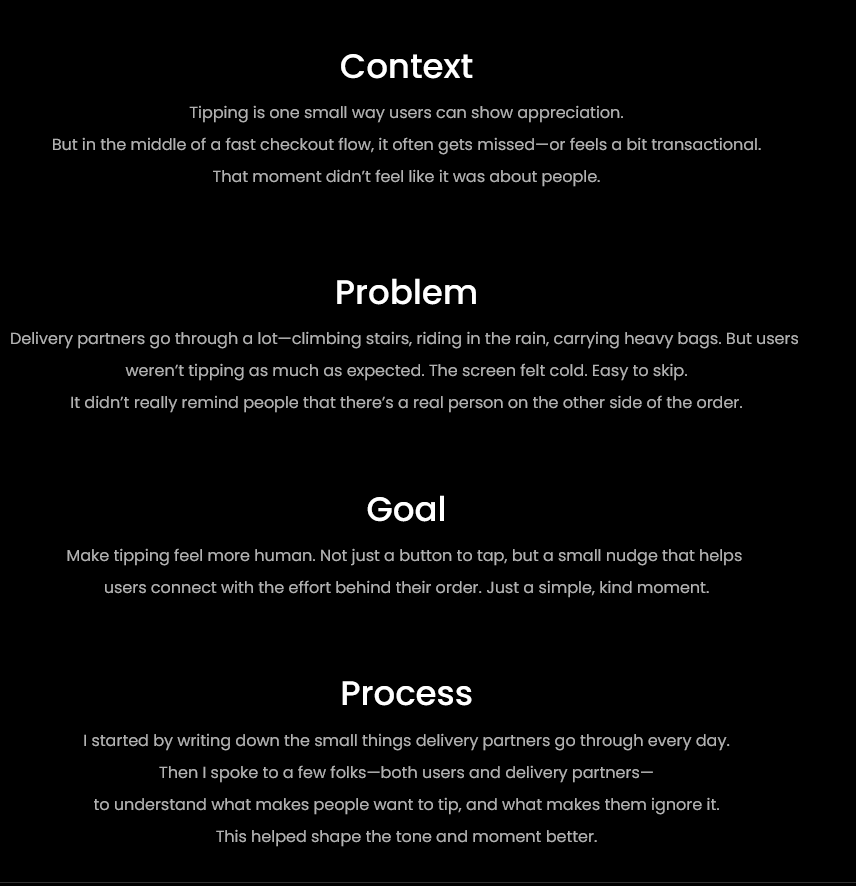 Context
Tipping is one small way users can show appreciation.
But in the middle of a fast checkout flow, it often gets missed—or feels a bit transactional.
That moment didn’t feel like it was about people.
Problem
Delivery partners go through a lot—climbing stairs, riding in the rain, carrying heavy bags. But users
weren’t tipping as much as expected. The screen felt cold. Easy to skip.
It didn’t really remind people that there’s a real person on the other side of the order.
Goal
Make tipping feel more human. Not just a button to tap, but a small nudge that helps
users connect with the effort behind their order. Just a simple, kind moment.
Process
I started by writing down the small things delivery partners go through every day.
Then I spoke to a few folks—both users and delivery partners—
to understand what makes people want to tip, and what makes them ignore it.
This helped shape the tone and moment better.